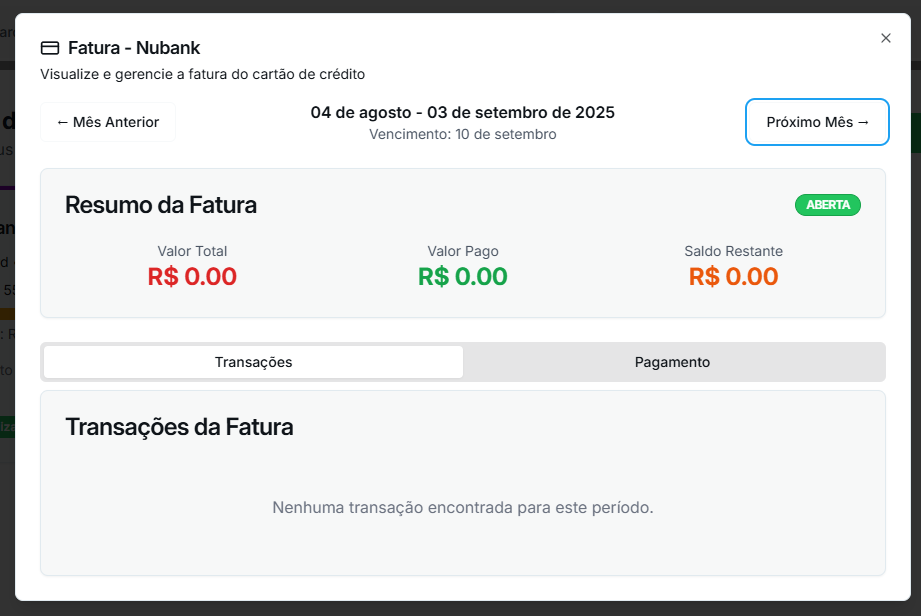 Fatura - Nubank
Visualize e gerencie a fatura do cartão de crédito
← Mês Anterior
04 de agosto - 03 de setembro de 2025
Vencimento: 10 de setembro
Próximo Mês →
Resumo da Fatura
ABERTA
Valor Total
R$ 0.00
Valor Pago
R$ 0.00
Saldo Restante
R$ 0.00
Transações
Pagamento
Transações da Fatura
Nenhuma transação encontrada para este período.